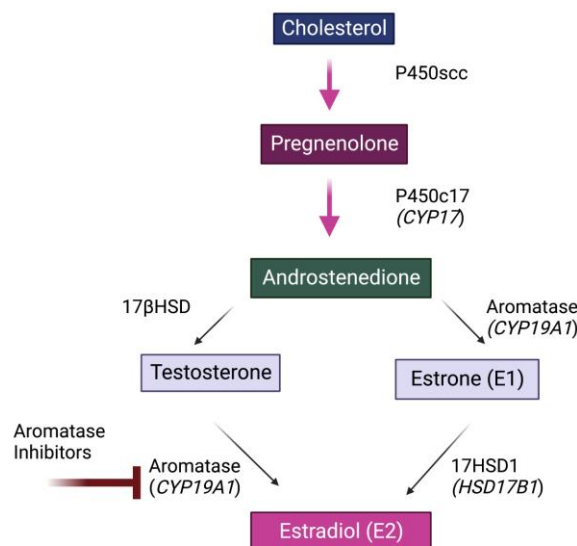 Cholesterol
P450scc
Pregnenolone
P450c17
(CYP17)
Androstenedione
17βHSD
Aromatase
(CYP19A1)
Testosterone
Estrone (E1)
Aromatase
Inhibitors
Aromatase
(CYP19A1)
17HSD1
(HSD17B1)
Estradiol (E2)